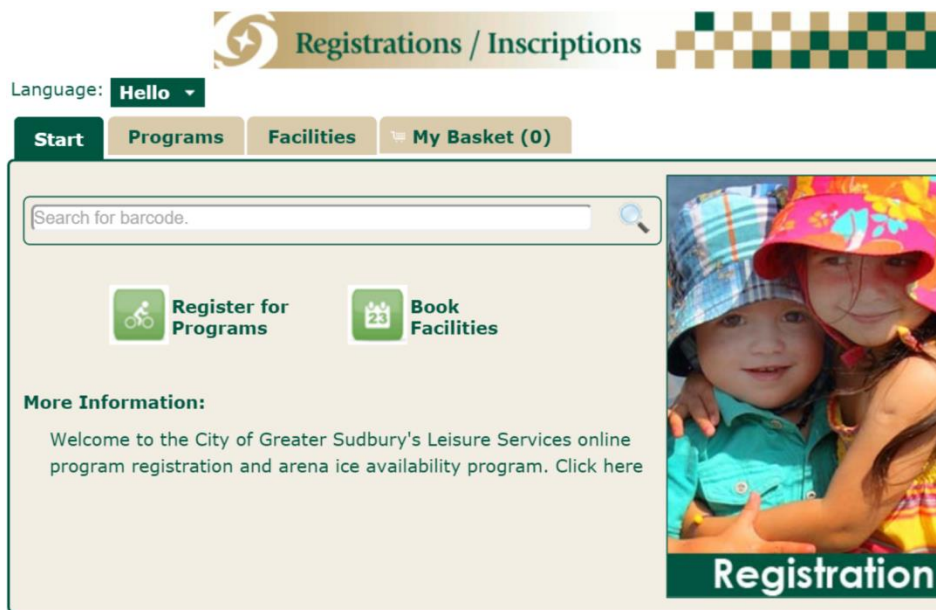 Registrations / Inscriptions
Language: Hello
Start Programs Facilities My Basket (0)
Search for barcode.
Register for
Programs
Book
Facilities
23
More Information:
Welcome to the City of Greater Sudbury's Leisure Services online
program registration and arena ice availability program. Click here
Registration